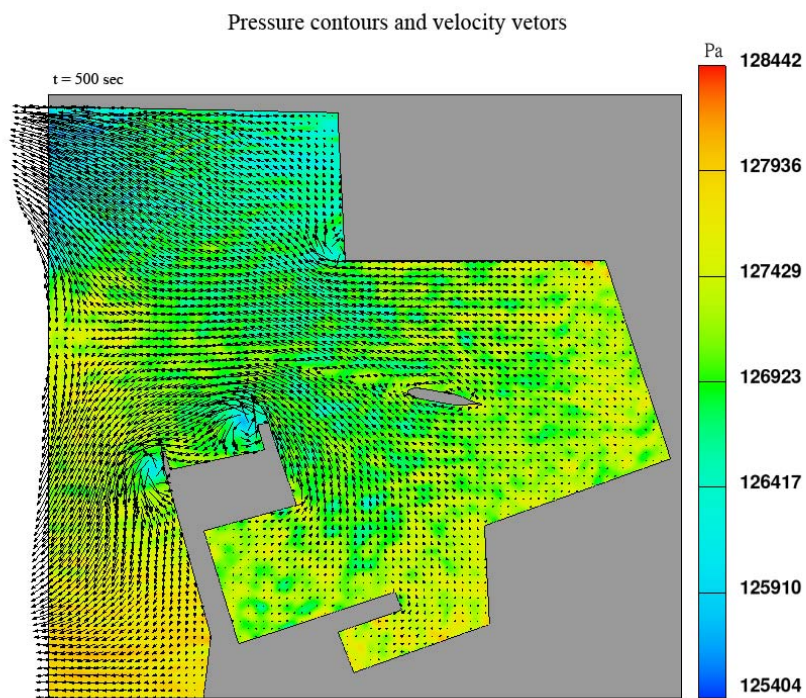 Pressure contours and velocity vetors
t = 500 sec
Pa
128442
127936
127429
126923
126417
125910
125404